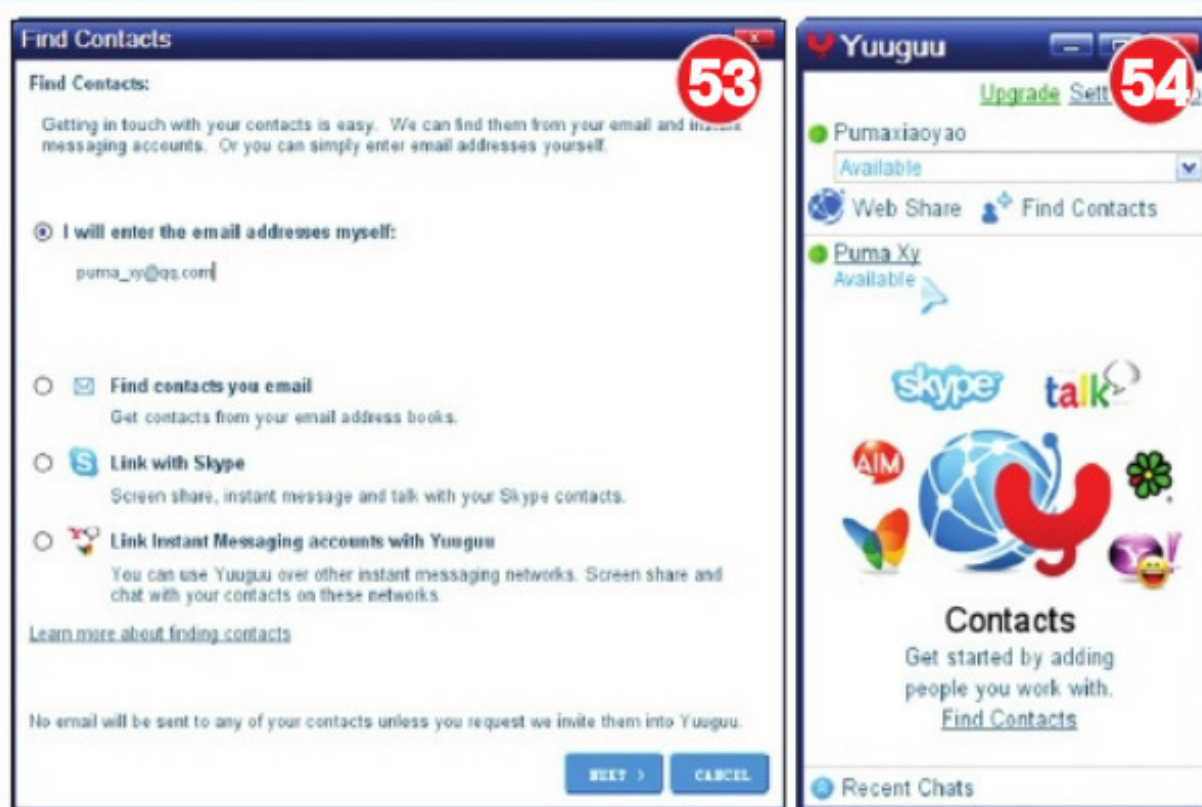 Find Contacts
53
Find Contacts:
Getting in touch with your contacts is easy. We can find them from your email and instant
messaging accounts. Or you can simply enter email addresses yourself.
I will enter the email addresses myself:
puma_xy@qq.com
Find contacts you email
Get contacts from your email address books.
Link with Skype
Screen share, instant message and talk with your Skype contacts.
Link Instant Messaging accounts with Yuuguu
You can use Yuuguu over other instant messaging networks. Screen share and
chat with your contacts on these networks.
Learn more about finding contacts
No email will be sent to any of your contacts unless you request we invite them into Yuuguu.
NEXT >
CANCEL
Yuuguu
54
Upgrade Sett
Pumaxiaoyao
Available
Web Share Find Contacts
Puma Xy
Available
skype
talk
AIM
Y!
Contacts
Get started by adding
people you work with.
Find Contacts
Recent Chats